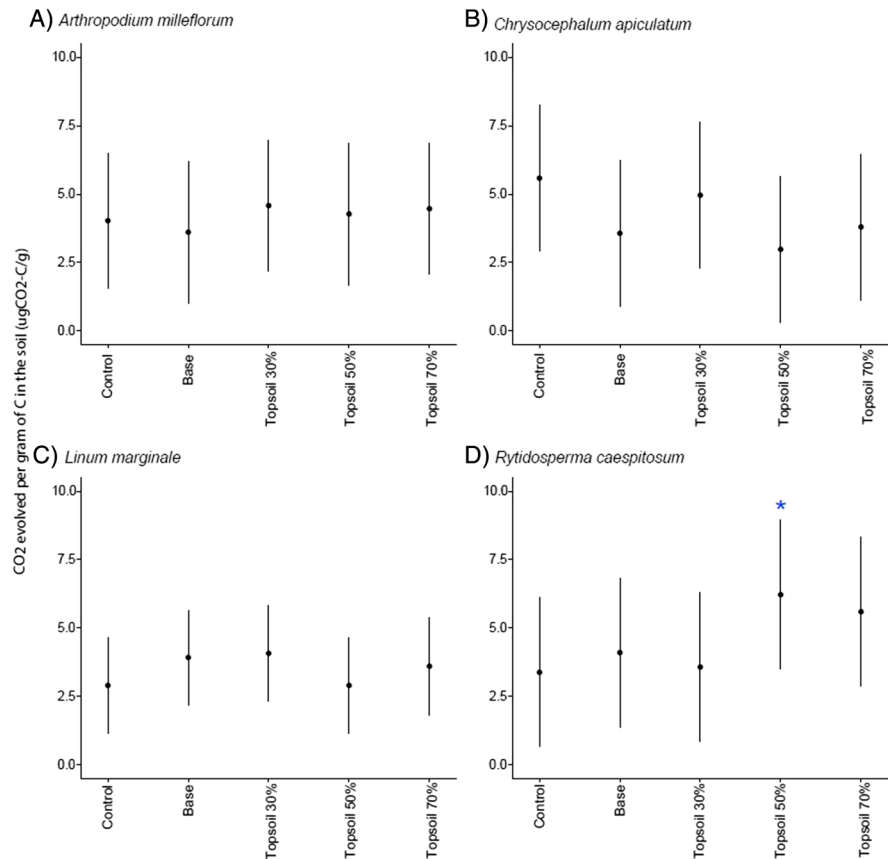 A) Arthropodium milleflorum
10.0
7.5
5.0
2.5
0.0
Control
Base
Topsoil 30%
Topsoil 50%
Topsoil 70%
B) Chrysocephalum apiculatum
10.0
7.5
5.0
2.5
0.0
Control
Base
Topsoil 30%
Topsoil 50%
Topsoil 70%
CO2 evolved per gram of C in the soil (ugCO2-C/g)
C) Linum marginale
10.0
7.5
5.0
2.5
0.0
Control
Base
Topsoil 30%
Topsoil 50%
Topsoil 70%
D) Rytidosperma caespitosum
10.0
7.5
5.0
2.5
0.0
*
Control
Base
Topsoil 30%
Topsoil 50%
Topsoil 70%